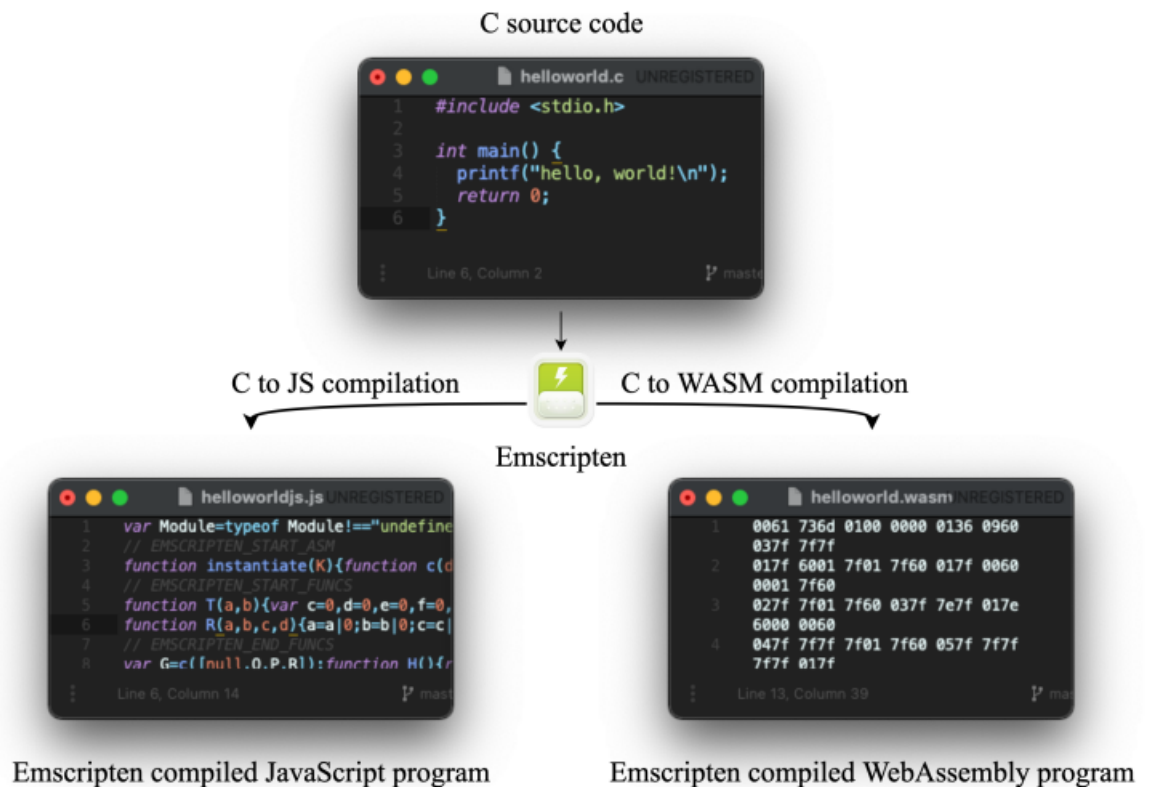 C source code
helloworld.c UNREGISTERED
1 #include <stdio.h>
2
3 int main() {
4 printf("hello, world!\n");
5 return 0;
6 }
Line 6, Column 2 maste
C to JS compilation
C to WASM compilation
Emscripten
helloworldjs.js UNREGISTERED
1 var Module=typeof Module!=="undefine
2 // EMSCRIPTEN_START_ASM
3 function instantiate(K){function c(d
4 // EMSCRIPTEN_START_FUNCS
5 function T(a,b){var c=0,d=0,e=0,f=0,
6 function R(a,b,c,d){a=a|0;b=b|0;c=c|
7 // EMSCRIPTEN_END_FUNCS
8 var G=c([null,O,P,R]);function H(){r
Line 6, Column 14 mast
helloworld.wasm NREGISTERED
1 0061 736d 0100 0000 0136 0960
037f 7f7f
2 017f 6001 7f01 7f60 017f 0060
0001 7f60
3 027f 7f01 7f60 037f 7e7f 017e
6000 0060
4 047f 7f7f 7f01 7f60 057f 7f7f
7f7f 017f
Line 13, Column 39 ma
Emscripten compiled JavaScript program
Emscripten compiled WebAssembly program